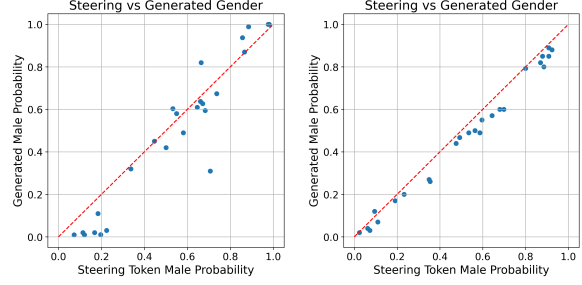 Steering vs Generated Gender
1.0
0.8
0.6
0.4
0.2
0.0
Generated Male Probability
0.0 0.2 0.4 0.6 0.8 1.0
Steering Token Male Probability
Steering vs Generated Gender
1.0
0.8
0.6
0.4
0.2
0.0
Generated Male Probability
0.0 0.2 0.4 0.6 0.8 1.0
Steering Token Male Probability